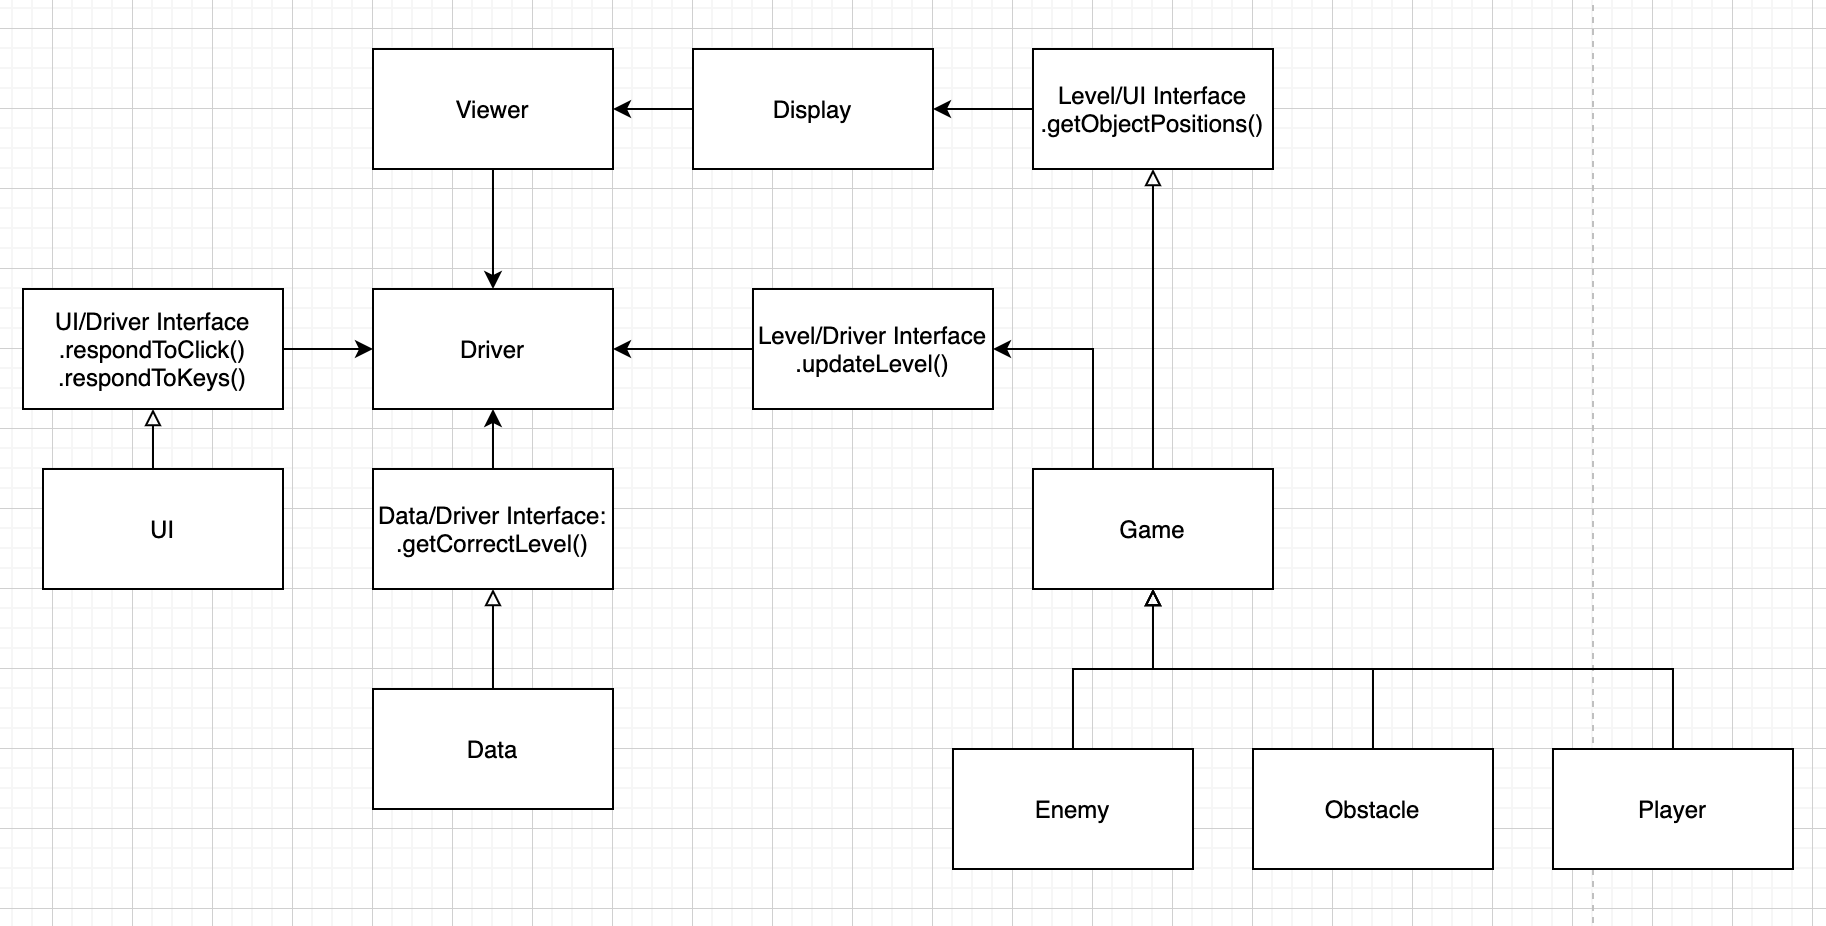 Viewer
Display
Level/UI Interface
.getObjectPositions()
UI/Driver Interface
.respondToClick()
.respondToKeys()
Driver
Level/Driver Interface
.updateLevel()
UI
Data/Driver Interface:
.getCorrectLevel()
Game
Data
Enemy
Obstacle
Player